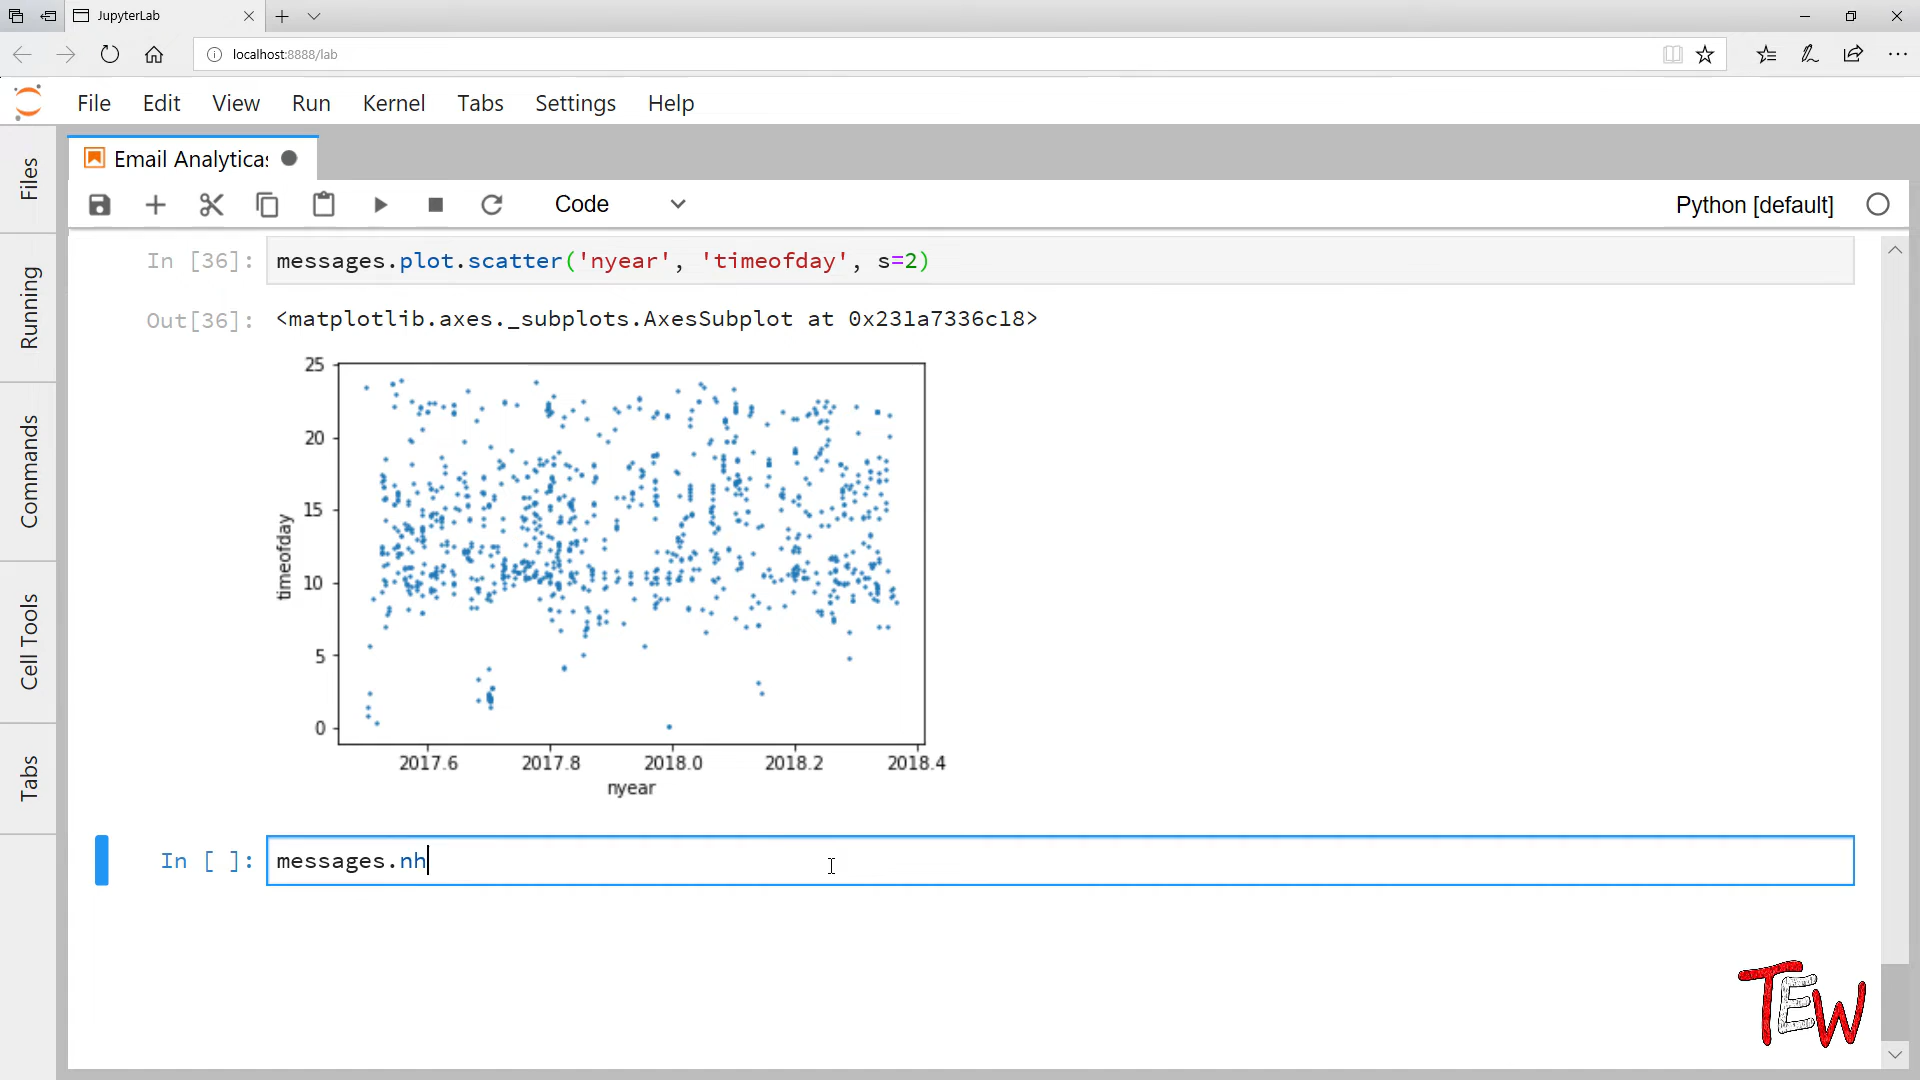 JupyterLab
localhost:8888/lab
File Edit View Run Kernel Tabs Settings Help
Email Analyticas
Code
Python [default]
Files
Running
Commands
Cell Tools
Tabs
In [36]: messages.plot.scatter('nyear', 'timeofday', s=2)
Out[36]: <matplotlib.axes._subplots.AxesSubplot at 0x231a7336c18>
25
20
15
10
5
0
timeofday
2017.6 2017.8 2018.0 2018.2 2018.4
nyear
In [ ]: messages.nh
TEW